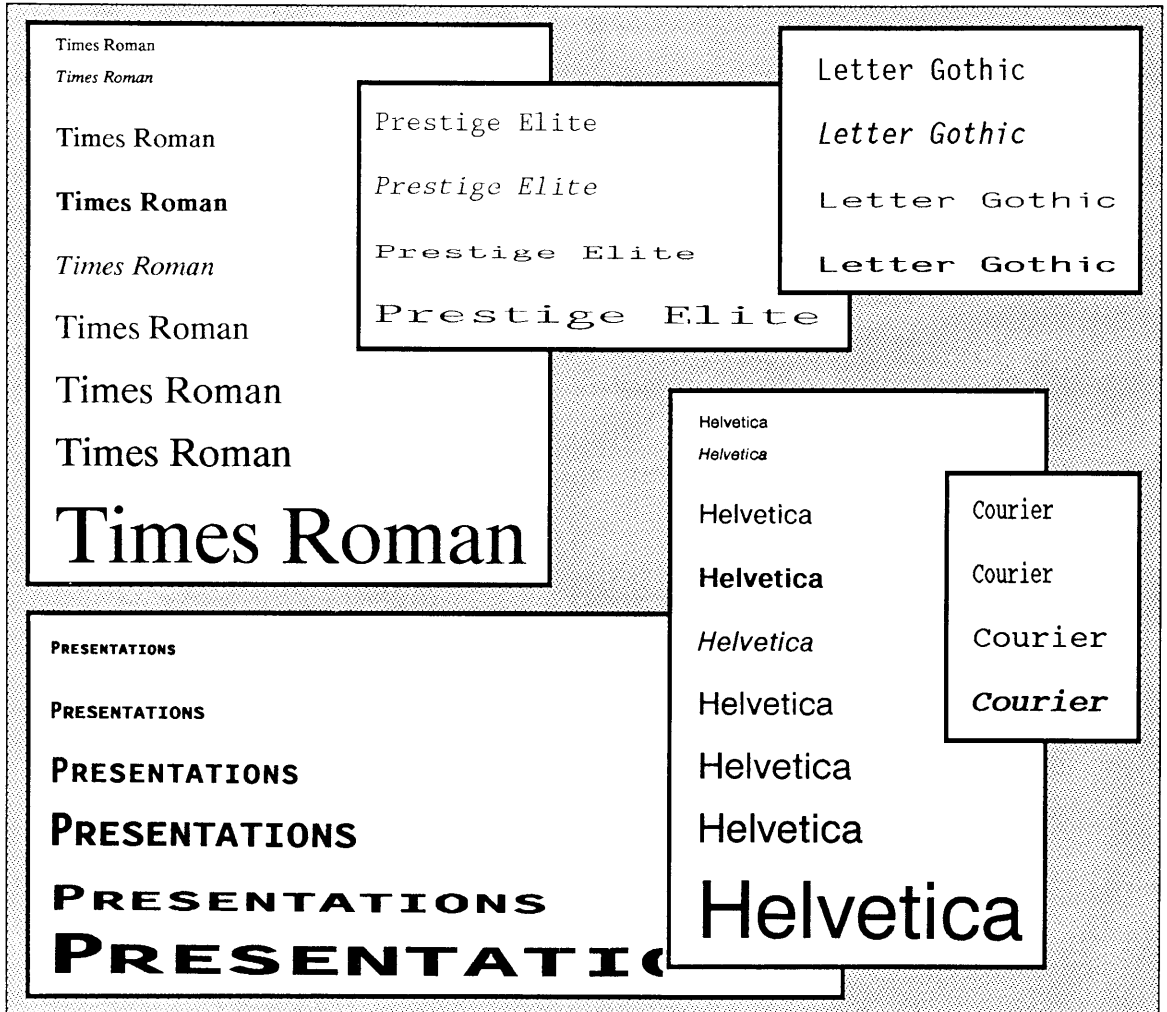 Times Roman
Times Roman
Times Roman
Times Roman
Times Roman
Times Roman
Times Roman
Times Roman
Times Roman
Prestige Elite
Prestige Elite
Prestige Elite
Prestige Elite
Letter Gothic
Letter Gothic
Letter Gothic
Letter Gothic
PRESENTATIONS
PRESENTATIONS
PRESENTATIONS
PRESENTATIONS
PRESENTATIONS
PRESENTATIO
Helvetica
Helvetica
Helvetica
Helvetica
Helvetica
Helvetica
Helvetica
Helvetica
Helvetica
Courier
Courier
Courier
Courier